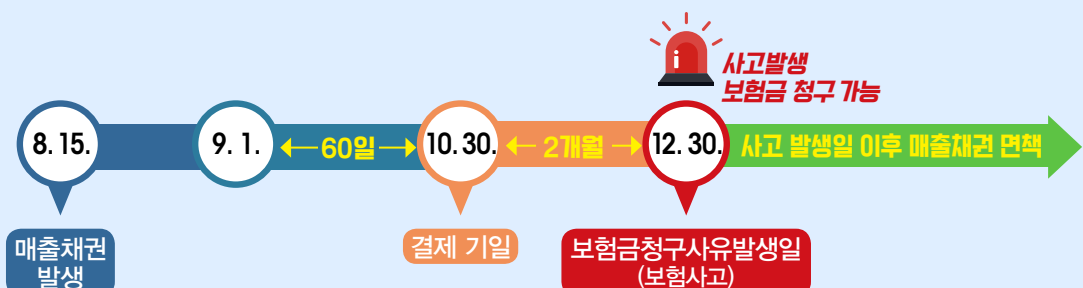 사고발생
보험금 청구 가능
8. 15.
9. 1.
60일
10. 30.
2개월
12. 30.
사고 발생일 이후 매출채권 면책
매출채권
발생
결제 기일
보험금청구사유발생일
(보험사고)